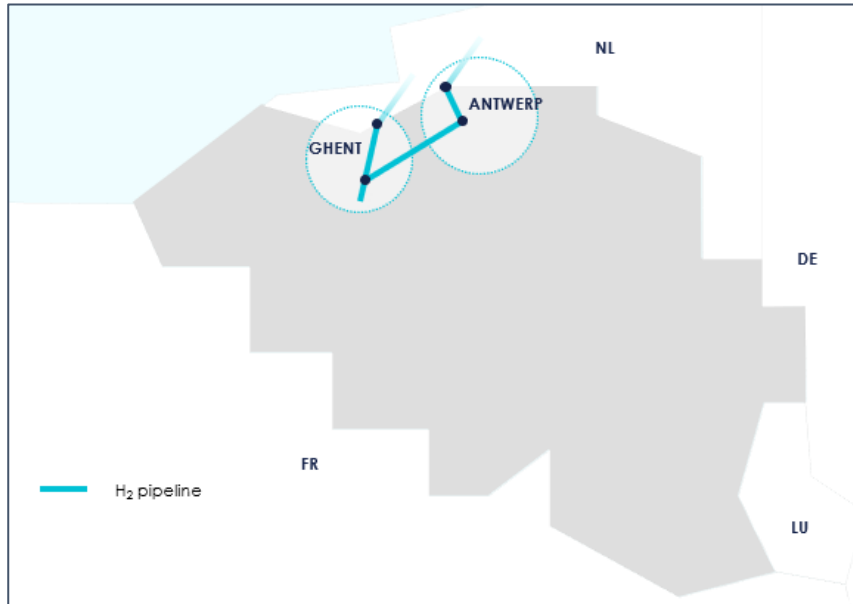 NL
ANTWERP
GHENT
DE
FR
H₂ pipeline
LU